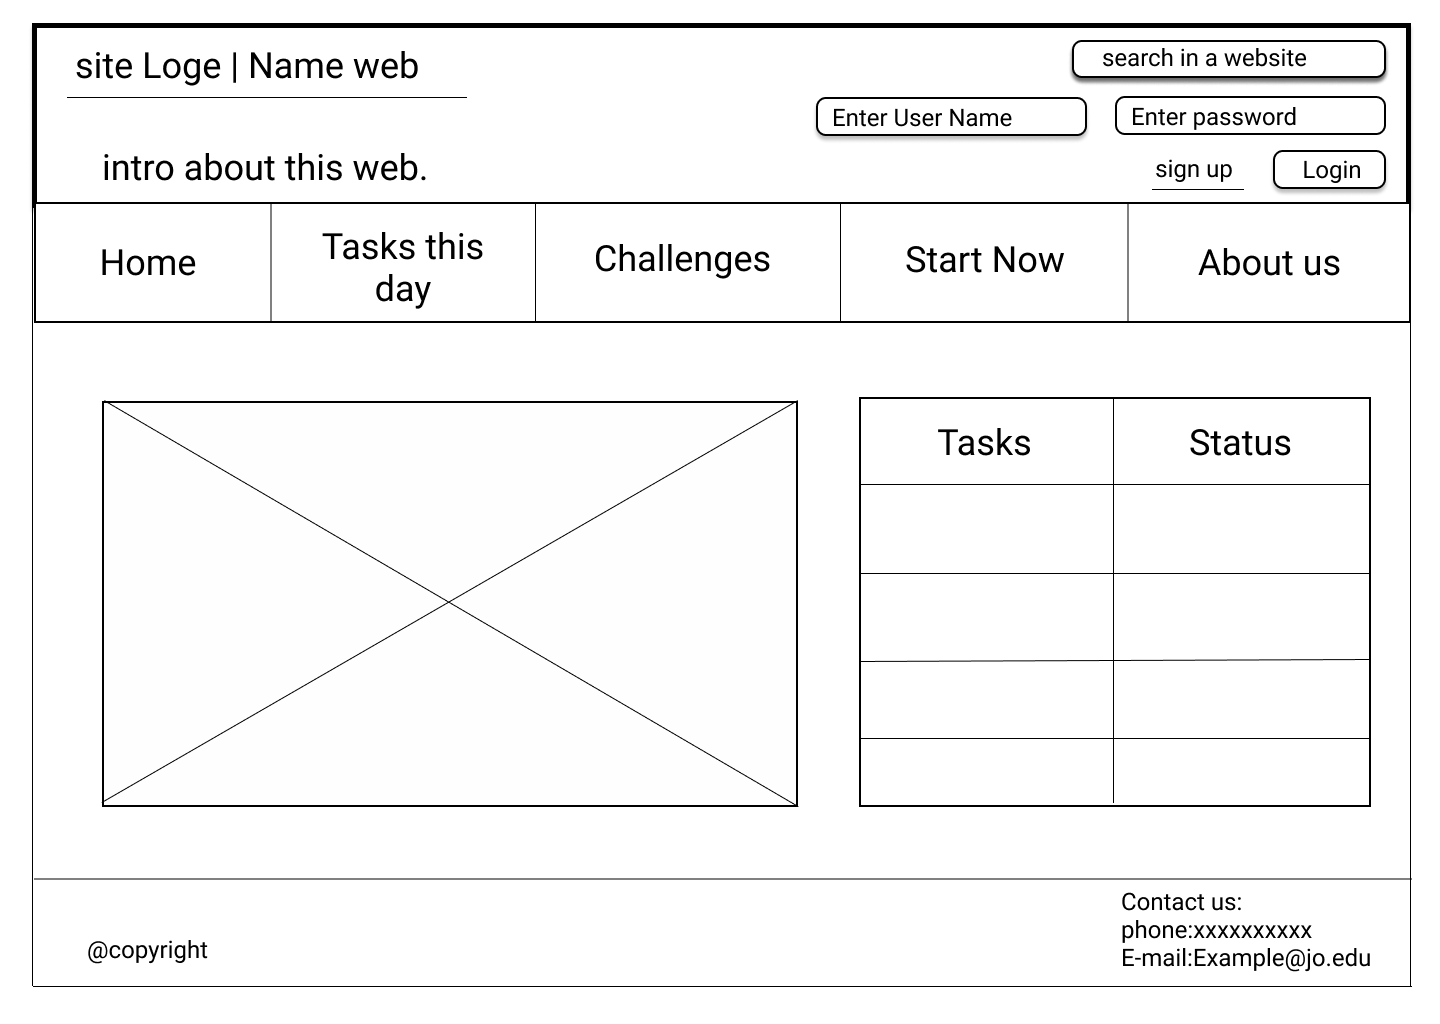 site Loge | Name web
search in a website
Enter User Name
Enter password
intro about this web.
sign up
Login
Home
Tasks this
day
Challenges
Start Now
About us
Tasks
Status
@copyright
Contact us:
phone:xxxxxxxxxx
E-mail:Example@jo.edu